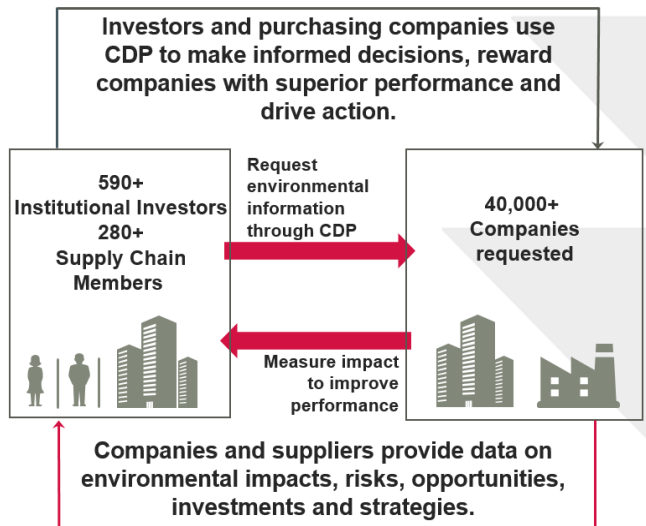 Investors and purchasing companies use
CDP to make informed decisions, reward
companies with superior performance and
drive action.
590+
Institutional Investors
280+
Supply Chain
Members
Request
environmental
information
through CDP
40,000+
Companies
requested
Measure impact
to improve
performance
Companies and suppliers provide data on
environmental impacts, risks, opportunities,
investments and strategies.